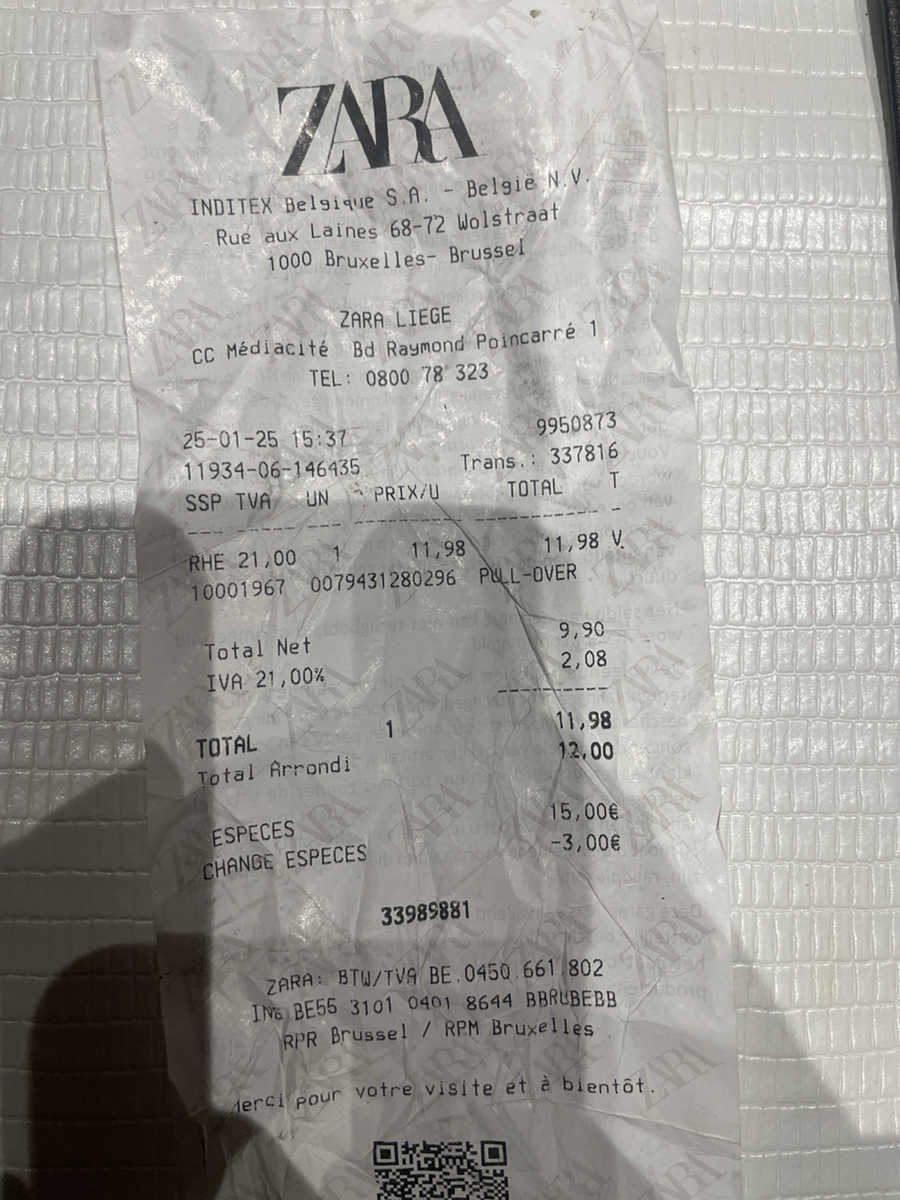 ZARA
INDITEX Belgique S.A. - België N.V.
Rue aux Laines 68-72 Wolstraat
1000 Bruxelles- Brussel
ZARA LIEGE
CC Médiacité Bd Raymond Poincarré 1
TEL: 0800 78 323
25-01-25 15:37 9950873
11934-06-146435 Trans.: 337816
SSP TVA UN PRIX/U TOTAL T
RHE 21,00 1 11,98 11,98 V.
10001967 0079431280296 PULL-OVER
Total Net 9,90
IVA 21,00% 2,08
TOTAL 1 11,98
Total Arrondi 12,00
ESPECES 15,00€
CHANGE ESPECES -3,00€
33989881
ZARA: BTW/TVA BE.0450.661.802
ING BE55 3101 0401 8644 BBRUBEBB
RPR Brussel / RPM Bruxelles
Merci pour votre visite et à bientôt.